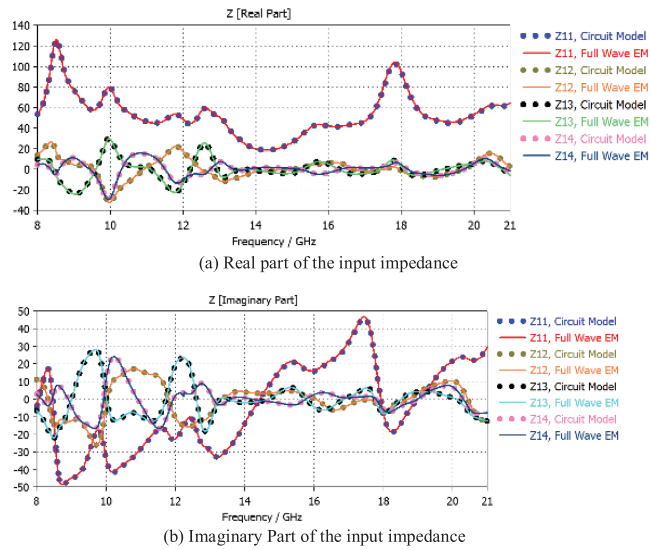 Z [Real Part]
140
120
100
80
60
40
20
0
-20
-40
8
10
12
14
16
18
20
21
Frequency / GHz
Z11, Circuit Model
Z11, Full Wave EM
Z12, Circuit Model
Z12, Full Wave EM
Z13, Circuit Model
Z13, Full Wave EM
Z14, Circuit Model
Z14, Full Wave EM
(a) Real part of the input impedance
Z [Imaginary Part]
50
40
30
20
10
0
-10
-20
-30
-40
-50
8
10
12
14
16
18
20
21
Frequency / GHz
Z11, Circuit Model
Z11, Full Wave EM
Z12, Circuit Model
Z12, Full Wave EM
Z13, Circuit Model
Z13, Full Wave EM
Z14, Circuit Model
Z14, Full Wave EM
(b) Imaginary Part of the input impedance